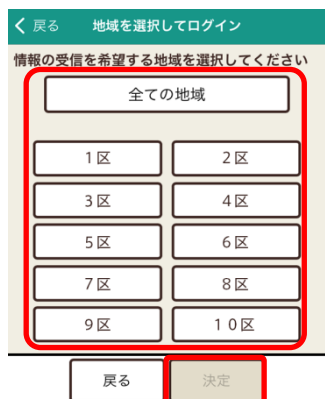 戻る 地域を選択してログイン
情報の受信を希望する地域を選択してください
全ての地域
1区 2区
3区 4区
5区 6区
7区 8区
9区 10区
戻る 決定